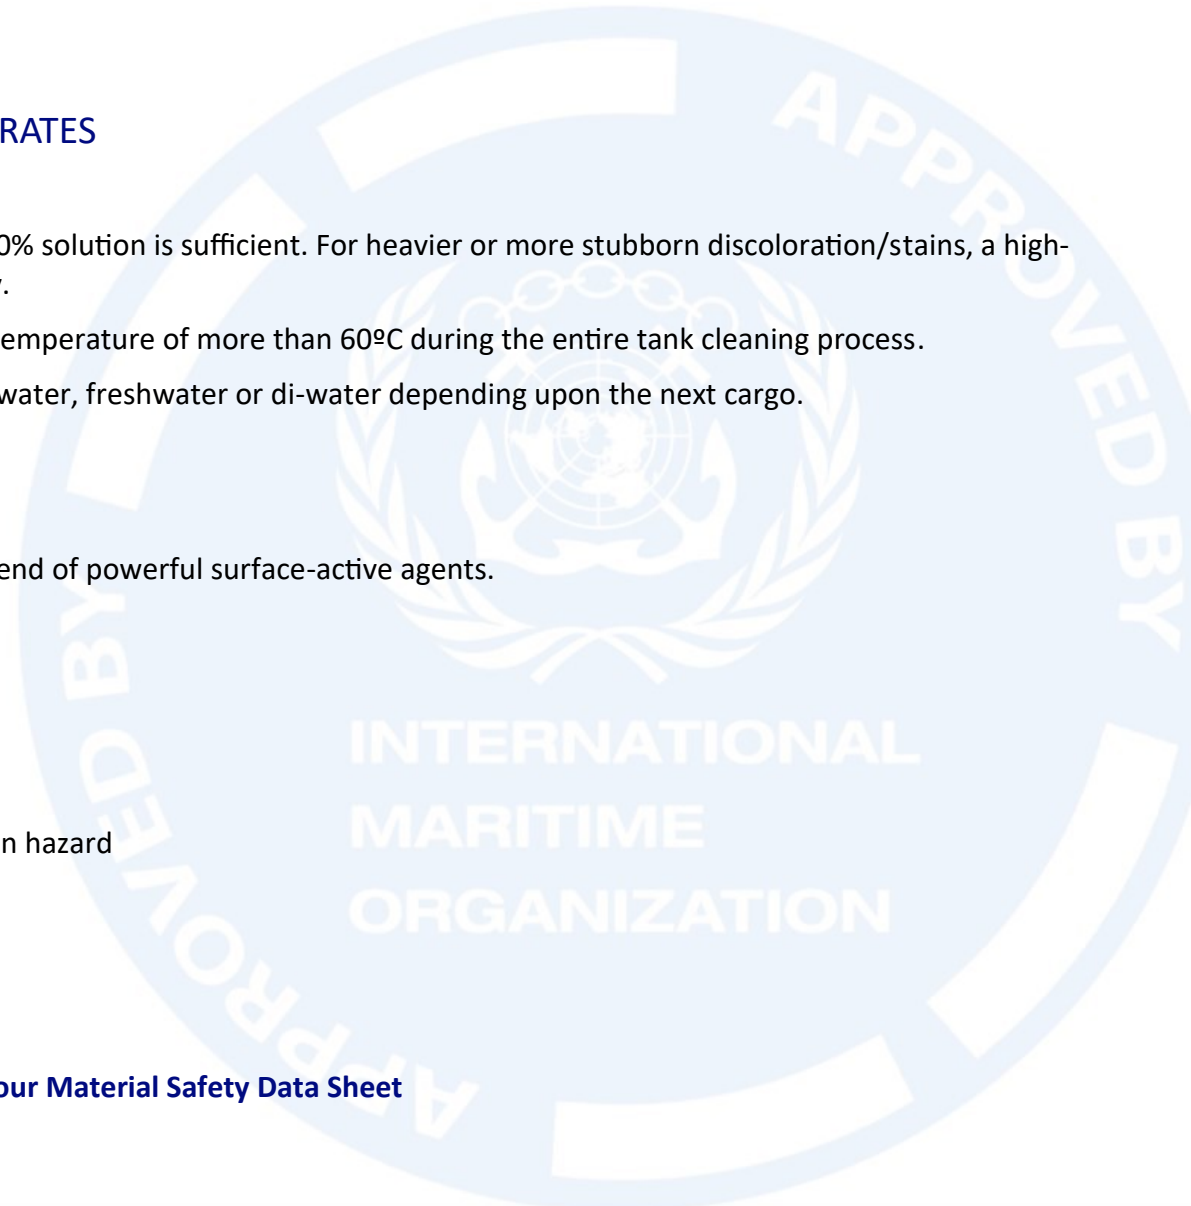 RATES
0% solution is sufficient. For heavier or more stubborn discoloration/stains, a high-
.
emperature of more than 60ºC during the entire tank cleaning process.
water, freshwater or di-water depending upon the next cargo.
end of powerful surface-active agents.
n hazard
our Material Safety Data Sheet
APPROVED BY
APPROVED BY
INTERNATIONAL
MARITIME
ORGANIZATION